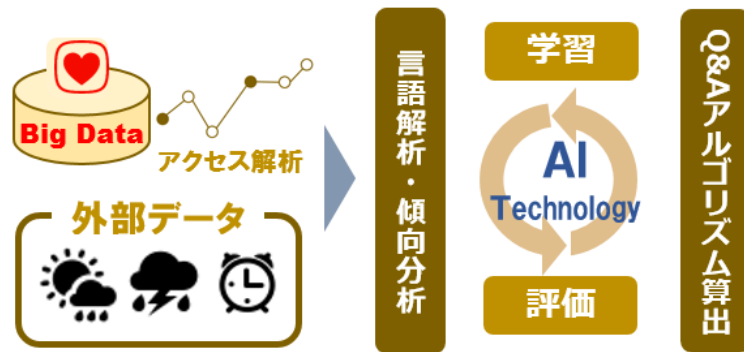 Big Data
アクセス解析
外部データ
言語解析・傾向分析
学習
AI
Technology
評価
Q&Aアルゴリズム算出